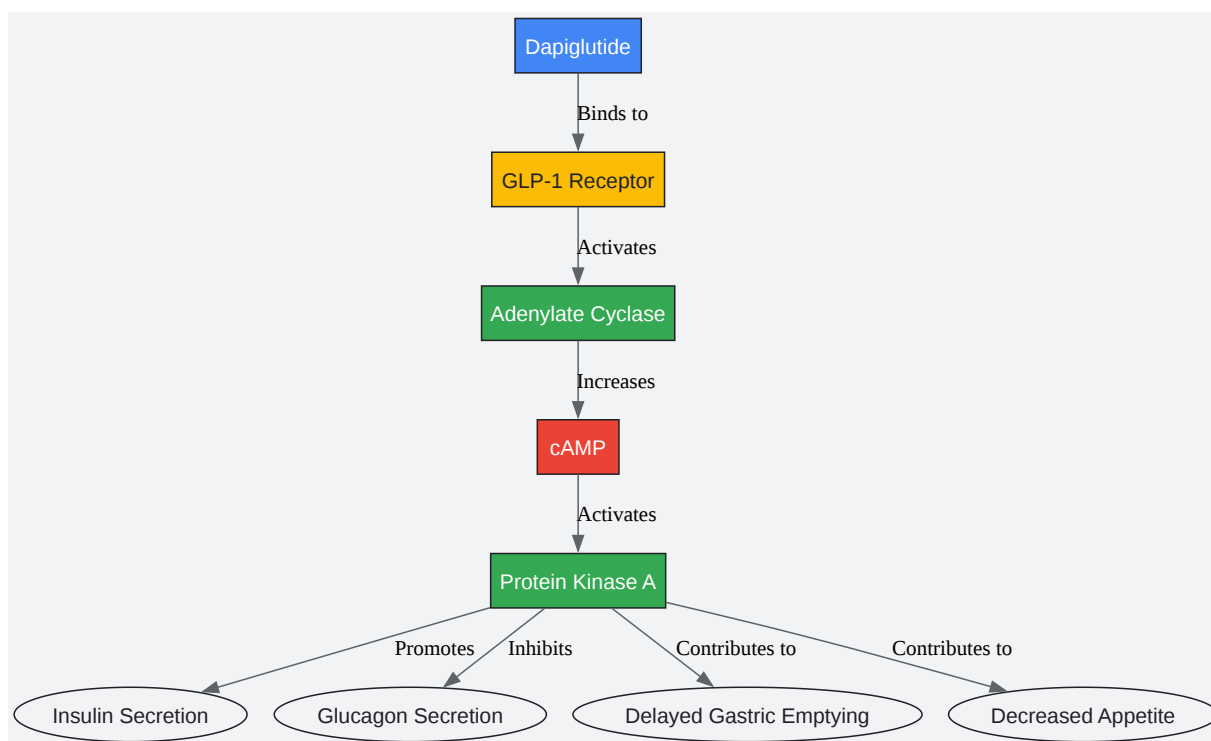 Dapiglutide
Binds to
GLP-1 Receptor
Activates
Adenylate Cyclase
Increases
cAMP
Activates
Protein Kinase A
Promotes
Inhibits
Contributes to
Contributes to
Insulin Secretion
Glucagon Secretion
Delayed Gastric Emptying
Decreased Appetite